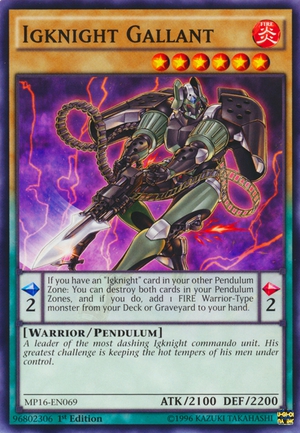 IGKNIGHT GALLANT
FIRE
炎
If you have an "Igknight" card in your other Pendulum
Zone: You can destroy both cards in your Pendulum
Zones, and if you do, add 1 FIRE Warrior-Type
monster from your Deck or Graveyard to your hand.
2
2
[WARRIOR/PENDULUM]
A leader of the most dashing Igknight commando unit. His
greatest challenge is keeping the hot tempers of his men under
control.
ATK/2100 DEF/2200
MP16-EN069
96802306 1st Edition ©1996 KAZUKI TAKAHASHI